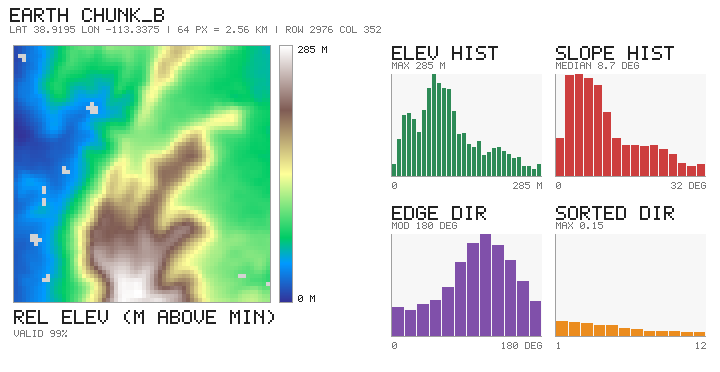 EARTH CHUNK_B
LAT 38.9195 LON -113.3375 | 64 PX = 2.56 KM | ROW 2976 COL 352
285 M
0 M
REL ELEV (M ABOVE MIN)
VALID 99%
ELEV HIST
MAX 285 M
0 285 M
SLOPE HIST
MEDIAN 8.7 DEG
0 32 DEG
EDGE DIR
MOD 180 DEG
0 180 DEG
SORTED DIR
MAX 0.15
1 12